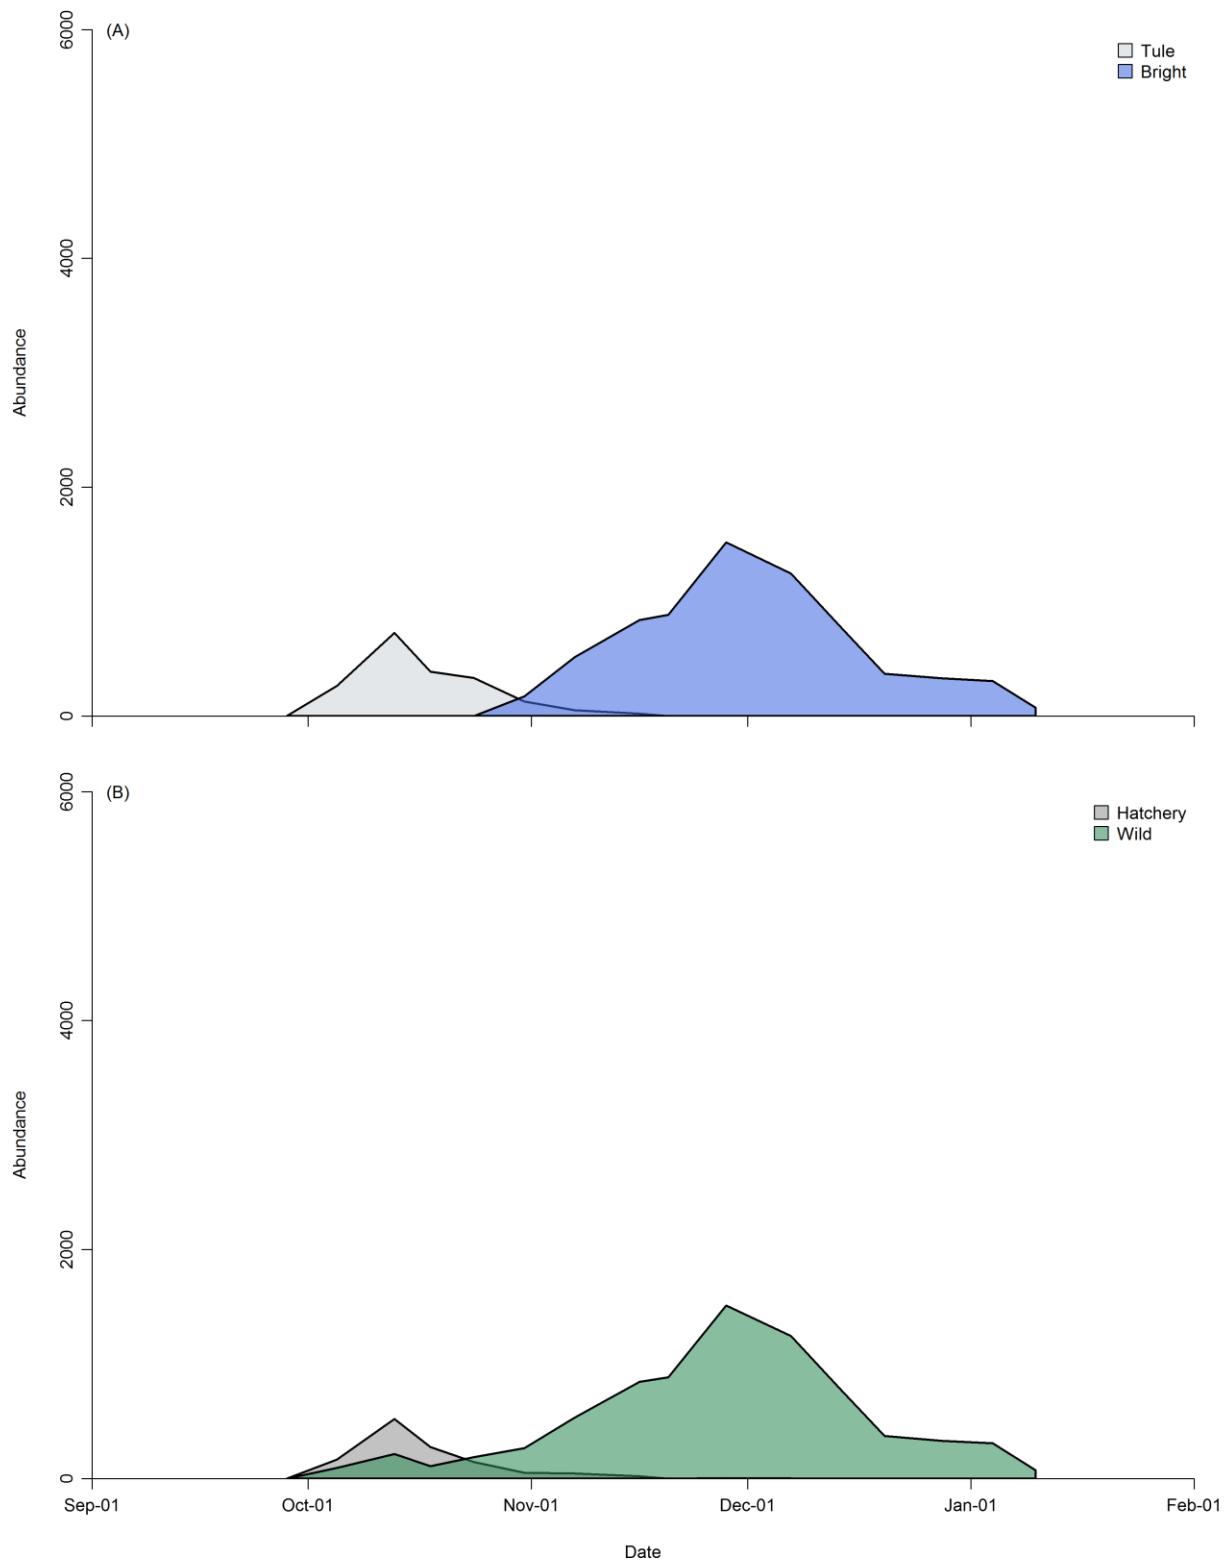 (A)
Tule
Bright
6000
4000
2000
0
Abundance
(B)
Hatchery
Wild
6000
4000
2000
0
Abundance
Sep-01 Oct-01 Nov-01 Dec-01 Jan-01 Feb-01
Date